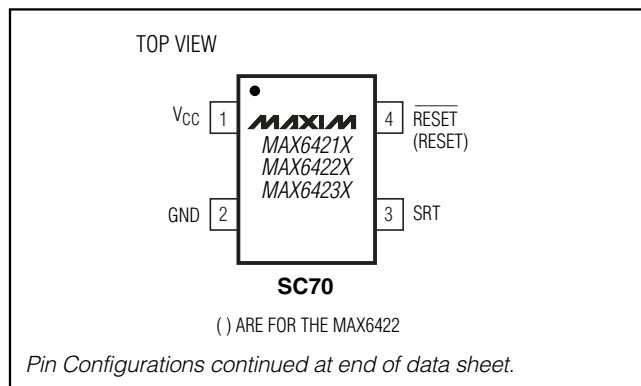 TOP VIEW
VCC 1
MAXIM
4 RESET
(RESET)
MAX6421X
MAX6422X
MAX6423X
GND 2
3 SRT
SC70
( ) ARE FOR THE MAX6422
Pin Configurations continued at end of data sheet.